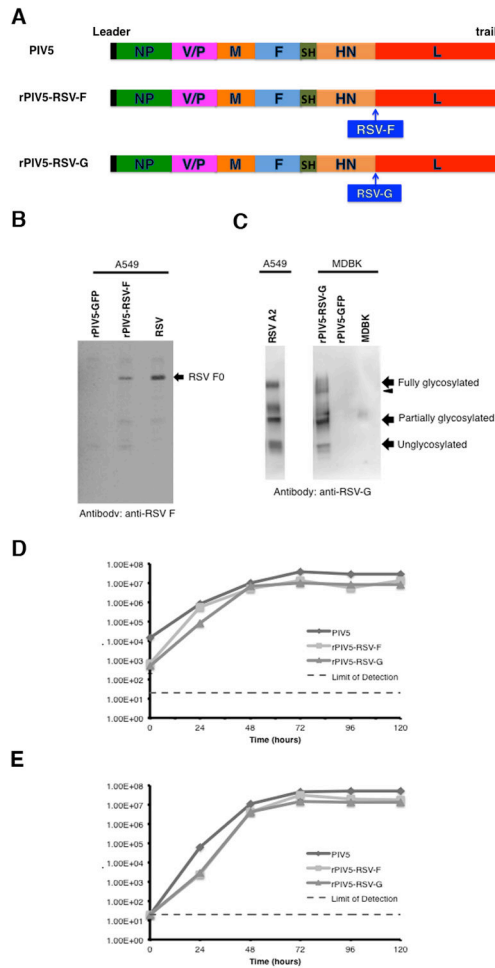 A
Leader trail
PIV5
NP V/P M F SH HN L
rPIV5-RSV-F
NP V/P M F SH HN L
RSV-F
rPIV5-RSV-G
NP V/P M F SH HN L
RSV-G
B
A549
rPIV5-GFP
rPIV5-RSV-F
RSV
RSV F0
Antibody: anti-RSV F
C
A549 MDBK
RSV A2
rPIV5-RSV-G
rPIV5-GFP
MDBK
Fully glycosylated
Partially glycosylated
Unglycosylated
Antibody: anti-RSV-G
D
1.00E+08
1.00E+07
1.00E+06
1.00E+05
1.00E+04
1.00E+03
1.00E+02
1.00E+01
1.00E+00
PIV5
rPIV5-RSV-F
rPIV5-RSV-G
Limit of Detection
0 24 48 72 96 120
Time (hours)
E
1.00E+08
1.00E+07
1.00E+06
1.00E+05
1.00E+04
1.00E+03
1.00E+02
1.00E+01
1.00E+00
PIV5
rPIV5-RSV-F
rPIV5-RSV-G
Limit of Detection
0 24 48 72 96 120
Time (hours)